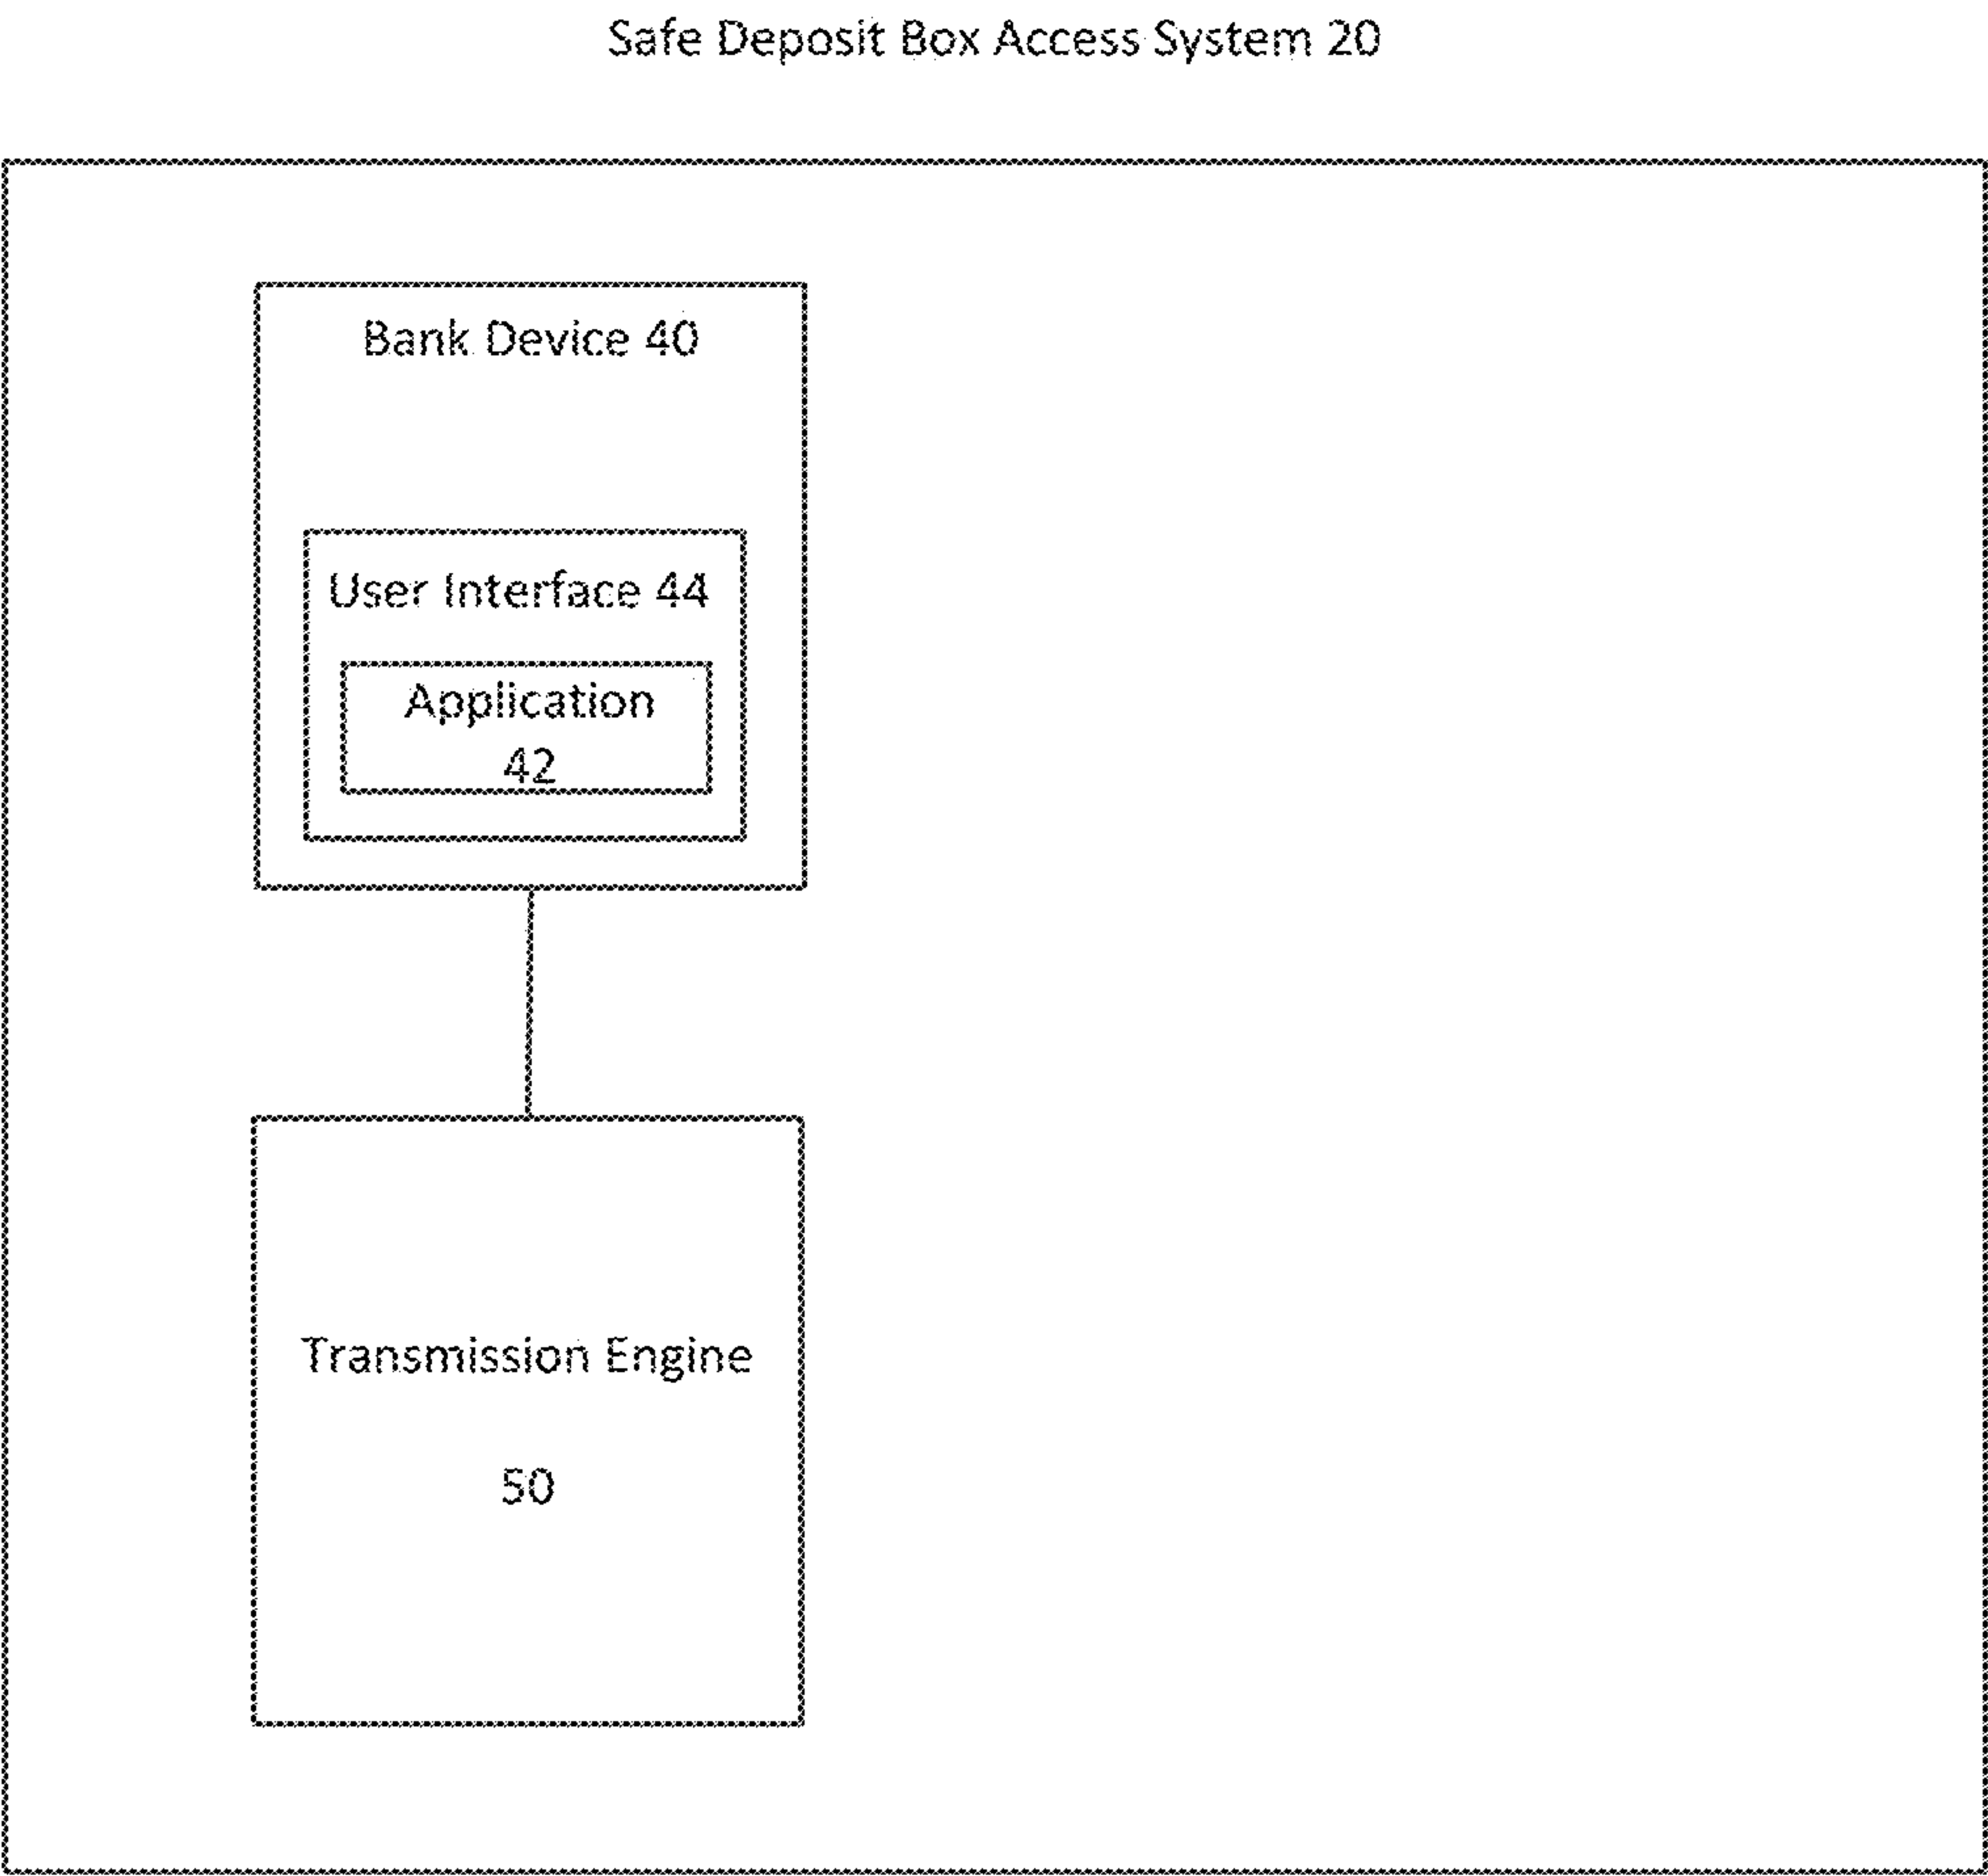 Safe Deposit Box Access System 20
Bank Device 40
User Interface 44
Application
42
Transmission Engine
50